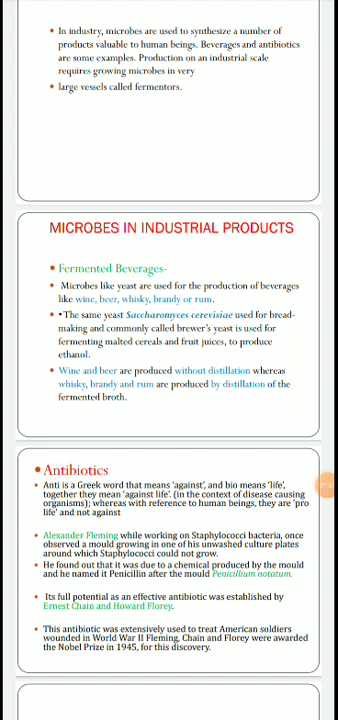 • In industry, microbes are used to synthesize a number of
products valuable to human beings. Beverages and antibiotics
are some examples. Production on an industrial scale
requires growing microbes in very
• large vessels called fermentors.
MICROBES IN INDUSTRIAL PRODUCTS
• Fermented Beverages-
• Microbes like yeast are used for the production of beverages
like wine, beer, whisky, brandy or rum.
• •The same yeast Saccharomyces cerevisiae used for bread-
making and commonly called brewer's yeast is used for
fermenting malted cereals and fruit juices, to produce
ethanol.
• Wine and beer are produced without distillation whereas
whisky, brandy and rum are produced by distillation of the
fermented broth.
• Antibiotics
• Anti is a Greek word that means 'against', and bio means 'life',
together they mean 'against life'. (in the context of disease causing
organisms); whereas with reference to human beings, they are 'pro
life' and not against
• Alexander Fleming while working on Staphylococci bacteria, once
observed a mould growing in one of his unwashed culture plates
around which Staphylococci could not grow.
• He found out that it was due to a chemical produced by the mould
and he named it Penicillin after the mould Penicillium notatum.
• Its full potential as an effective antibiotic was established by
Ernest Chain and Howard Florey.
• This antibiotic was extensively used to treat American soldiers
wounded in World War II Fleming, Chain and Florey were awarded
the Nobel Prize in 1945, for this discovery.